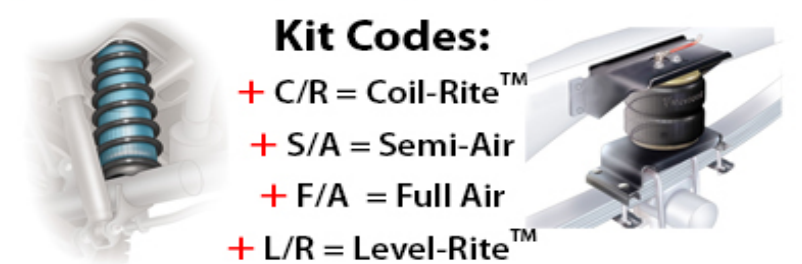 Kit Codes:
+ C/R = Coil-Rite™
+ S/A = Semi-Air
+ F/A = Full Air
+ L/R = Level-Rite™